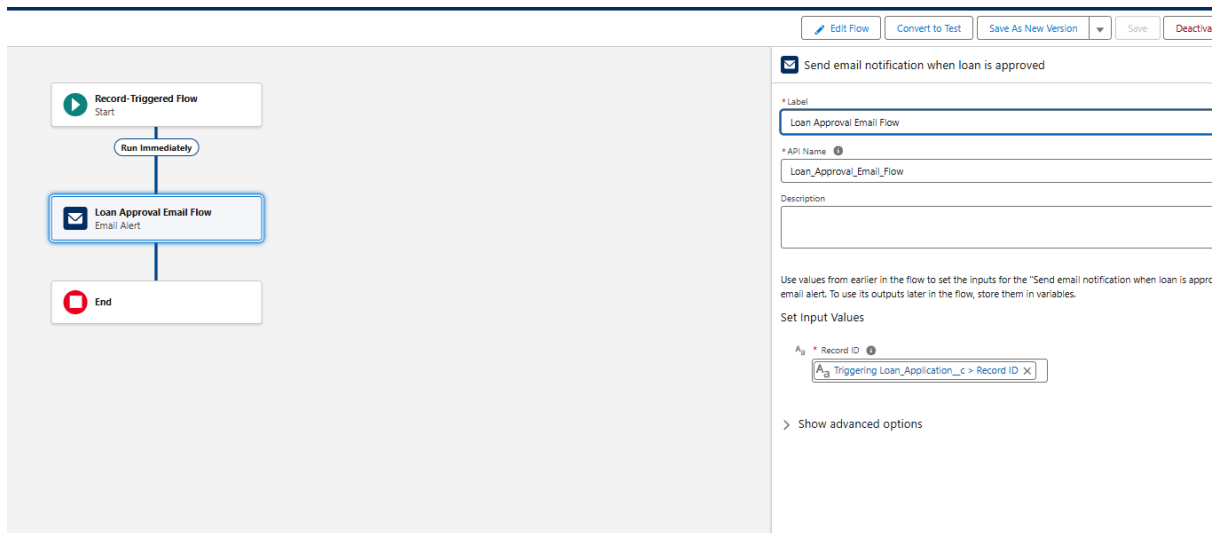 Edit Flow
Convert to Test
Save As New Version
Save
Record-Triggered Flow
Start
Run Immediately
Loan Approval Email Flow
Email Alert
End
Send email notification when loan is approved
* Label
Loan Approval Email Flow
* API Name
Loan_Approval_Email_Flow
Description
Use values from earlier in the flow to set the inputs for the "Send email notification when loan is
email alert. To use its outputs later in the flow, store them in variables.
Set Input Values
Aa * Record ID
Aa Triggering Loan_Application__c > Record ID
Show advanced options